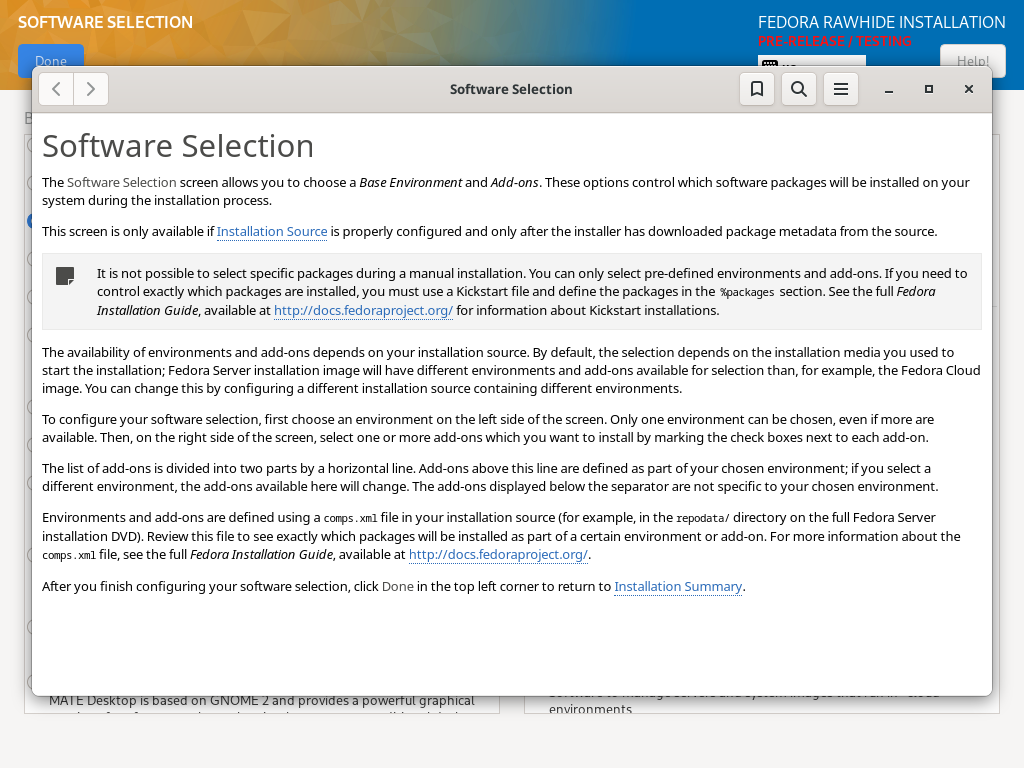 SOFTWARE SELECTION
FEDORA RAWHIDE INSTALLATION
PRE-RELEASE / TESTING
Done
Help!
Software Selection
Software Selection
The Software Selection screen allows you to choose a Base Environment and Add-ons. These options control which software packages will be installed on your
system during the installation process.
This screen is only available if Installation Source is properly configured and only after the installer has downloaded package metadata from the source.
It is not possible to select specific packages during a manual installation. You can only select pre-defined environments and add-ons. If you need to
control exactly which packages are installed, you must use a Kickstart file and define the packages in the %packages section. See the full Fedora
Installation Guide, available at http://docs.fedoraproject.org/ for information about Kickstart installations.
The availability of environments and add-ons depends on your installation source. By default, the selection depends on the installation media you used to
start the installation; Fedora Server installation image will have different environments and add-ons available for selection than, for example, the Fedora Cloud
image. You can change this by configuring a different installation source containing different environments.
To configure your software selection, first choose an environment on the left side of the screen. Only one environment can be chosen, even if more are
available. Then, on the right side of the screen, select one or more add-ons which you want to install by marking the check boxes next to each add-on.
The list of add-ons is divided into two parts by a horizontal line. Add-ons above this line are defined as part of your chosen environment; if you select a
different environment, the add-ons available here will change. The add-ons displayed below the separator are not specific to your chosen environment.
Environments and add-ons are defined using a comps.xml file in your installation source (for example, in the repodata/ directory on the full Fedora Server
installation DVD). Review this file to see exactly which packages will be installed as part of a certain environment or add-on. For more information about the
comps.xml file, see the full Fedora Installation Guide, available at http://docs.fedoraproject.org/.
After you finish configuring your software selection, click Done in the top left corner to return to Installation Summary.
MATE Desktop is based on GNOME 2 and provides a powerful graphical
environments